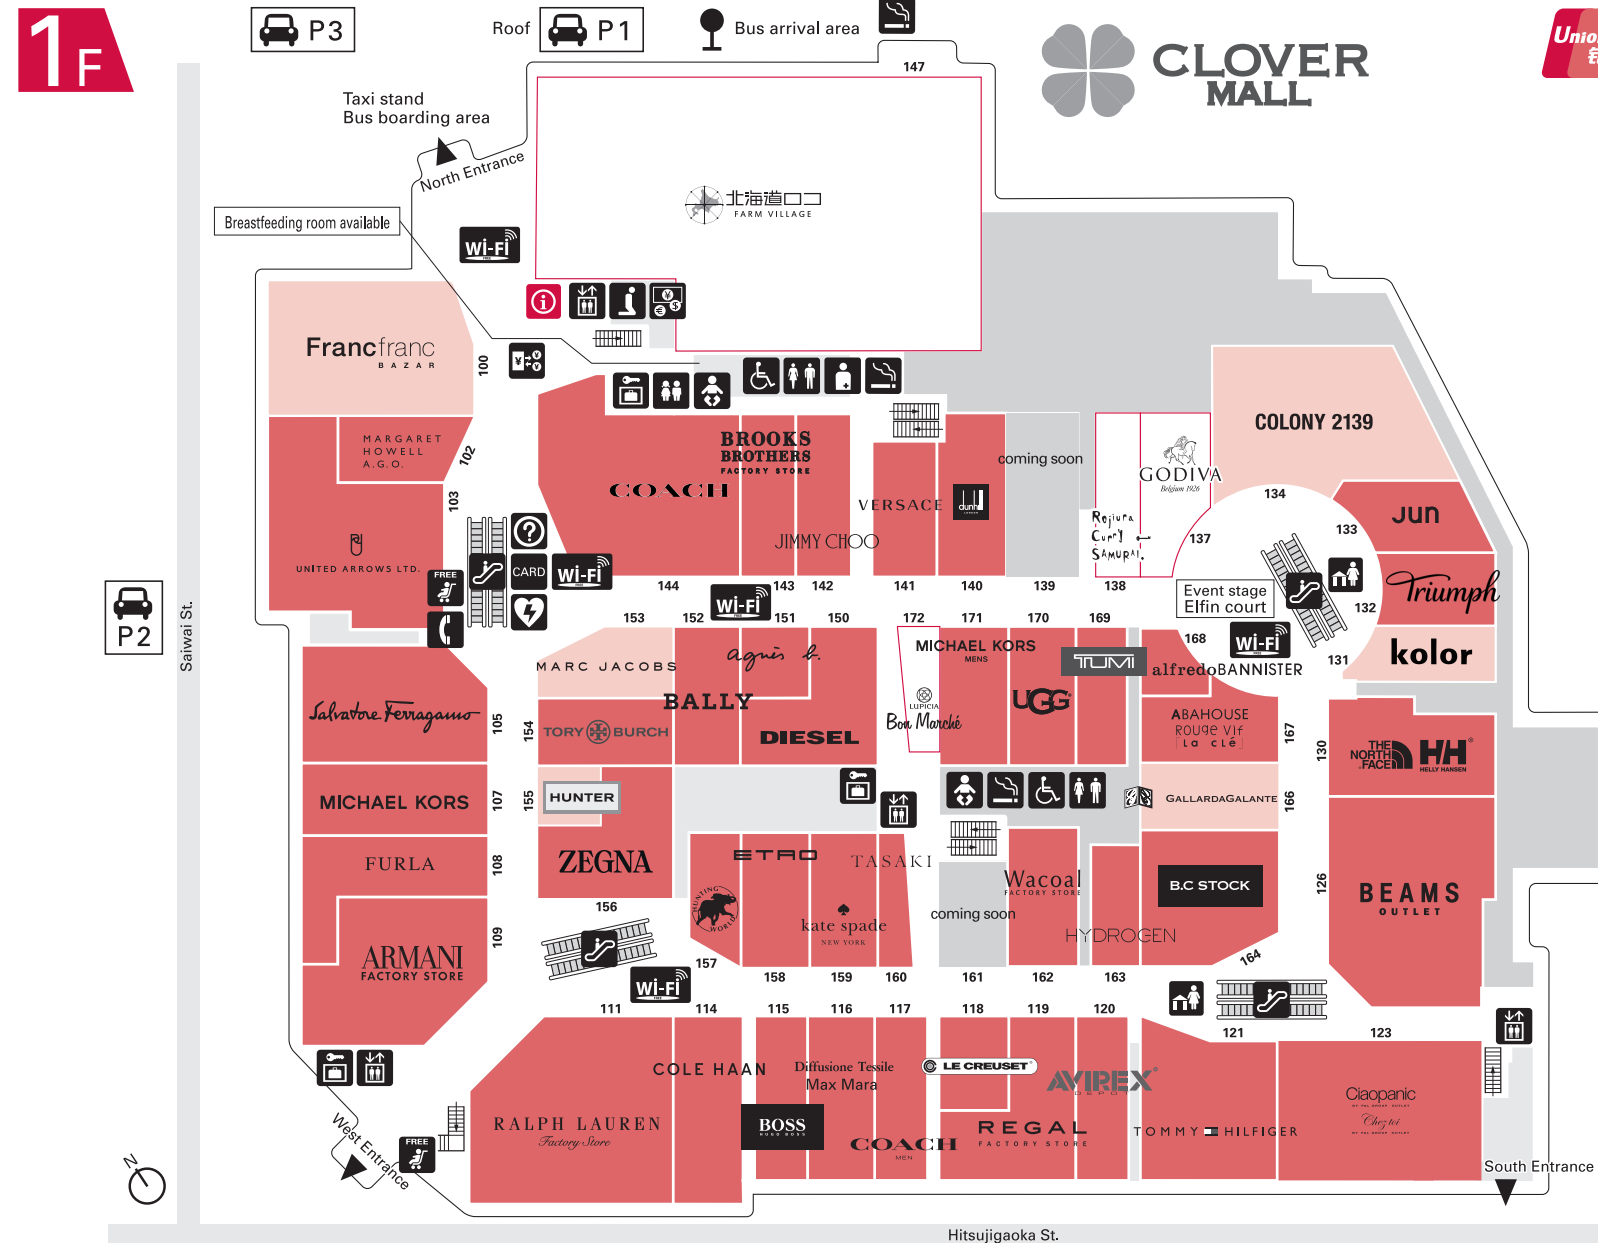 1F
P3
Roof
P1
Bus arrival area
CLOVER
MALL
147
Taxi stand
Bus boarding area
North Entrance
北海道ロコ
FARM VILLAGE
Breastfeeding room available
Wi-Fi
FREE
Francfranc
BAZAR
100
COLONY 2139
BROOKS
BROTHERS
FACTORY STORE
MARGARET
HOWELL
A.G.O.
102
coming soon
GODIVA
Belgium 1926
COACH
VERSACE
dunhill
LONDON
103
134
Jun
133
Rojiura
Curry
SAMURAI.
137
JIMMY CHOO
UNITED ARROWS LTD.
CARD
Wi-Fi
FREE
144
143
142
141
140
139
138
Event stage
Elfin court
Triumph
132
P2
Saiwai St.
153
152
Wi-Fi
151
150
172
171
170
169
168
Wi-Fi
131
kolor
MARC JACOBS
agnès b.
MICHAEL KORS
MENS
TUMI
alfredoBANNISTER
BALLY
UGG
LUPICIA
Bon Marché
Salvatore Ferragamo
105
154
TORY BURCH
DIESEL
ABAHOUSE
Rouge vif
[La clé]
167
130
THE
NORTH
FACE
HH
HELLY HANSEN
MICHAEL KORS
107
155
HUNTER
GALLARDAGALANTE
166
FURLA
108
ZEGNA
ETRO
TASAKI
Wacoal
FACTORY STORE
B.C STOCK
126
BEAMS
OUTLET
HUNTING
WORLD
kate spade
NEW YORK
coming soon
HYDROGEN
156
109
ARMANI
FACTORY STORE
157
158
159
160
161
162
163
164
Wi-Fi
111
114
115
116
117
118
119
120
121
123
COLE HAAN
Diffusione Tessile
Max Mara
LE CREUSET
AVIREX
DEPOT
Ciaopanic
Chez toi
RALPH LAUREN
Factory Store
BOSS
HUGO BOSS
COACH
MEN
REGAL
FACTORY STORE
TOMMY HILFIGER
West Entrance
FREE
N
South Entrance
Hitsujigaoka St.